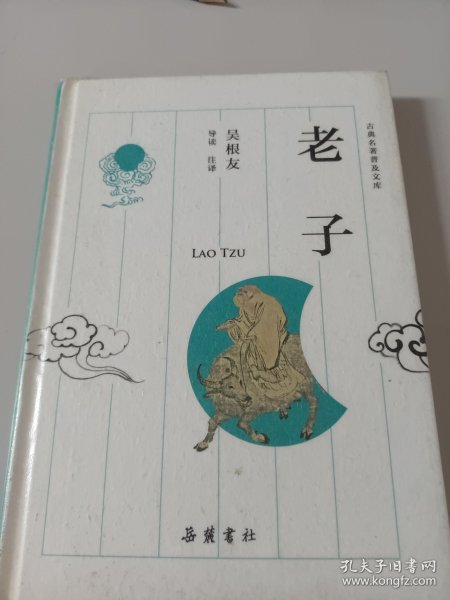 古典名著普及文库
老子
吴根友
导读 注译
LAO TZU
岳麓書社
孔夫子旧书网
www.kongfz.com